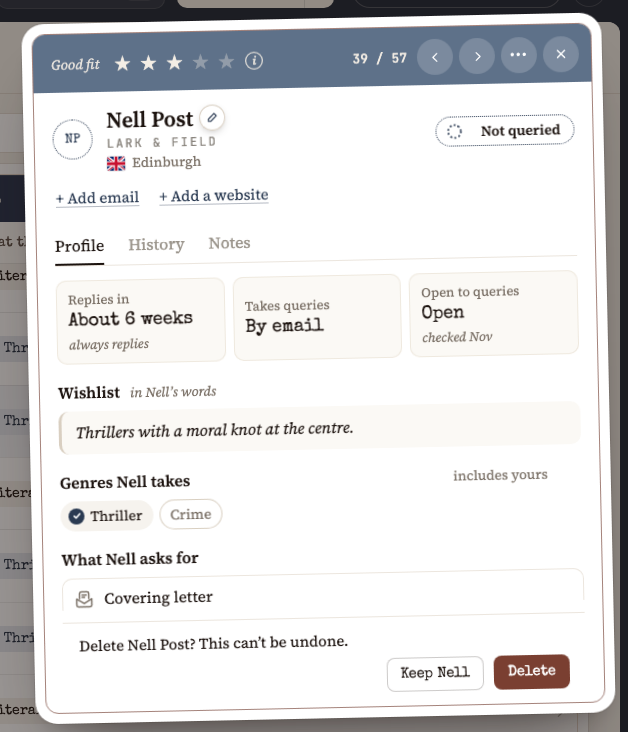 Good fit
39 / 57
NP
Nell Post
LARK & FIELD
Edinburgh
Not queried
+ Add email
+ Add a website
Profile
History
Notes
Replies in
About 6 weeks
always replies
Takes queries
By email
Open to queries
Open
checked Nov
Wishlist in Nell's words
Thrillers with a moral knot at the centre.
Genres Nell takes
includes yours
Thriller
Crime
What Nell asks for
Covering letter
Delete Nell Post? This can't be undone.
Keep Nell
Delete